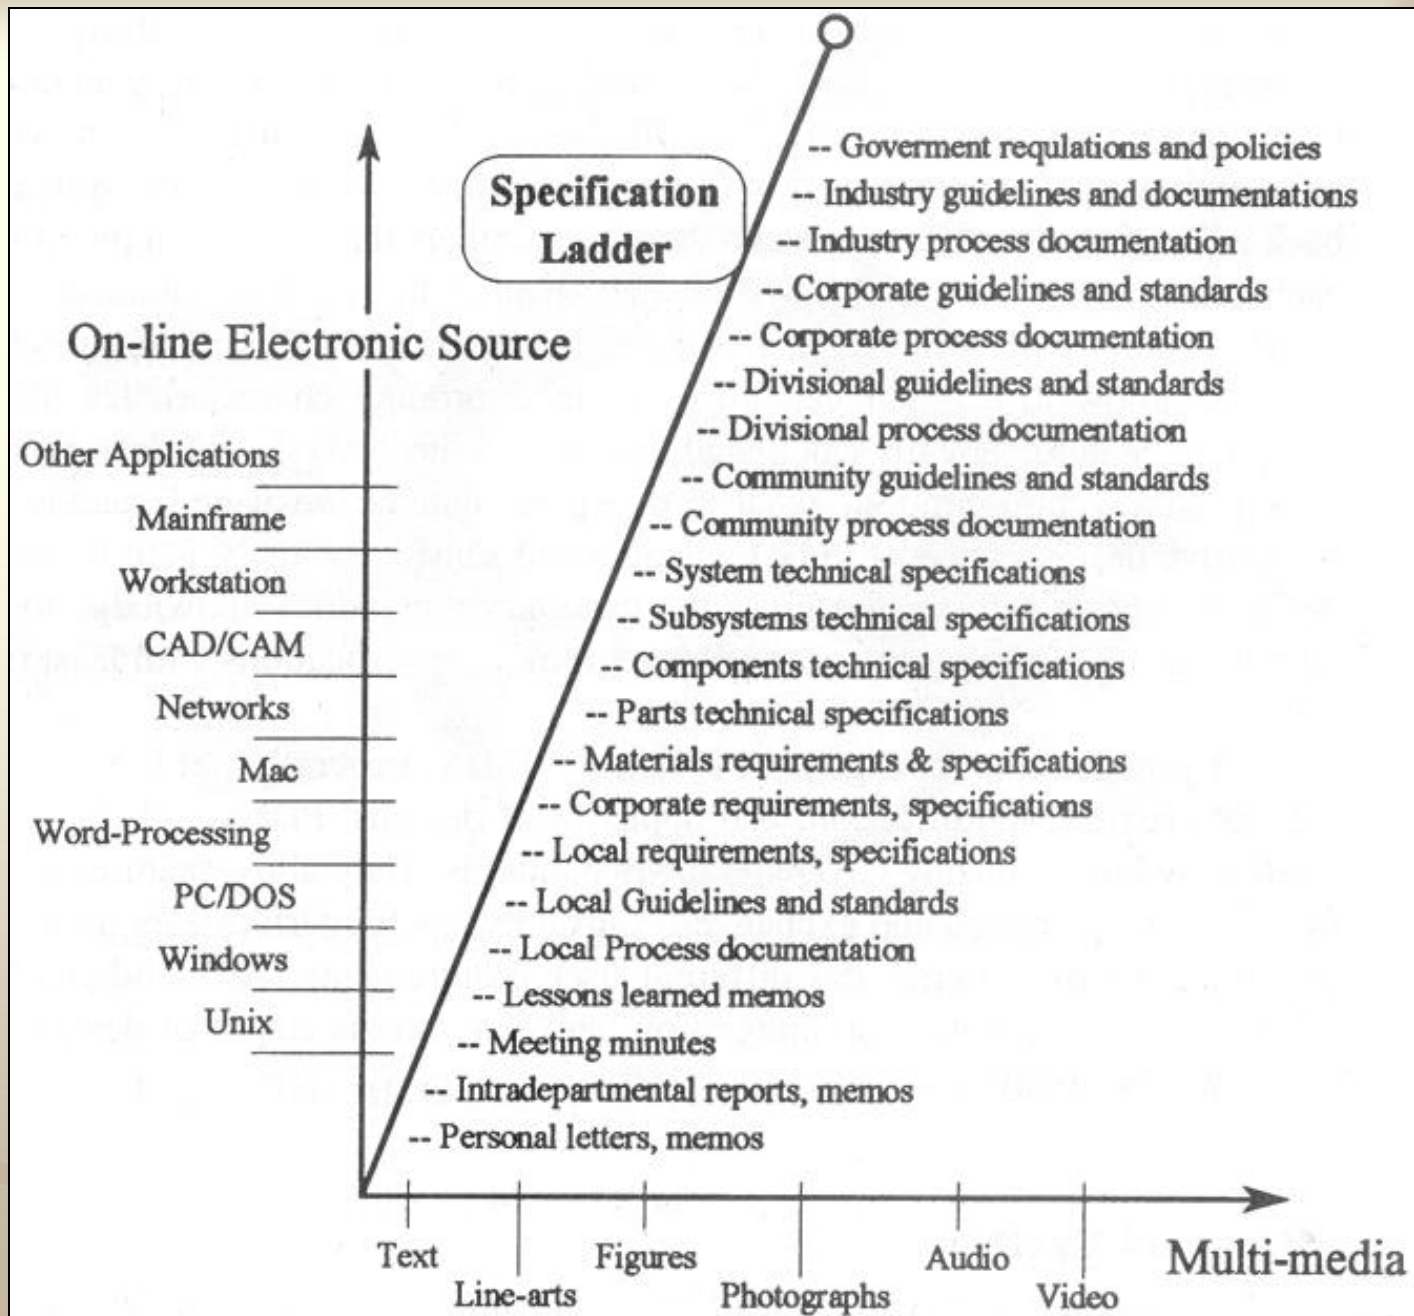 Specification
Ladder
On-line Electronic Source
Other Applications
Mainframe
Workstation
CAD/CAM
Networks
Mac
Word-Processing
PC/DOS
Windows
Unix
-- Goverment requlations and policies
-- Industry guidelines and documentations
-- Industry process documentation
-- Corporate guidelines and standards
-- Corporate process documentation
-- Divisional guidelines and standards
-- Divisional process documentation
-- Community guidelines and standards
-- Community process documentation
-- System technical specifications
-- Subsystems technical specifications
-- Components technical specifications
-- Parts technical specifications
-- Materials requirements & specifications
-- Corporate requirements, specifications
-- Local requirements, specifications
-- Local Guidelines and standards
-- Local Process documentation
-- Lessons learned memos
-- Meeting minutes
-- Intradepartmental reports, memos
-- Personal letters, memos
Text
Line-arts
Figures
Photographs
Audio
Video
Multi-media